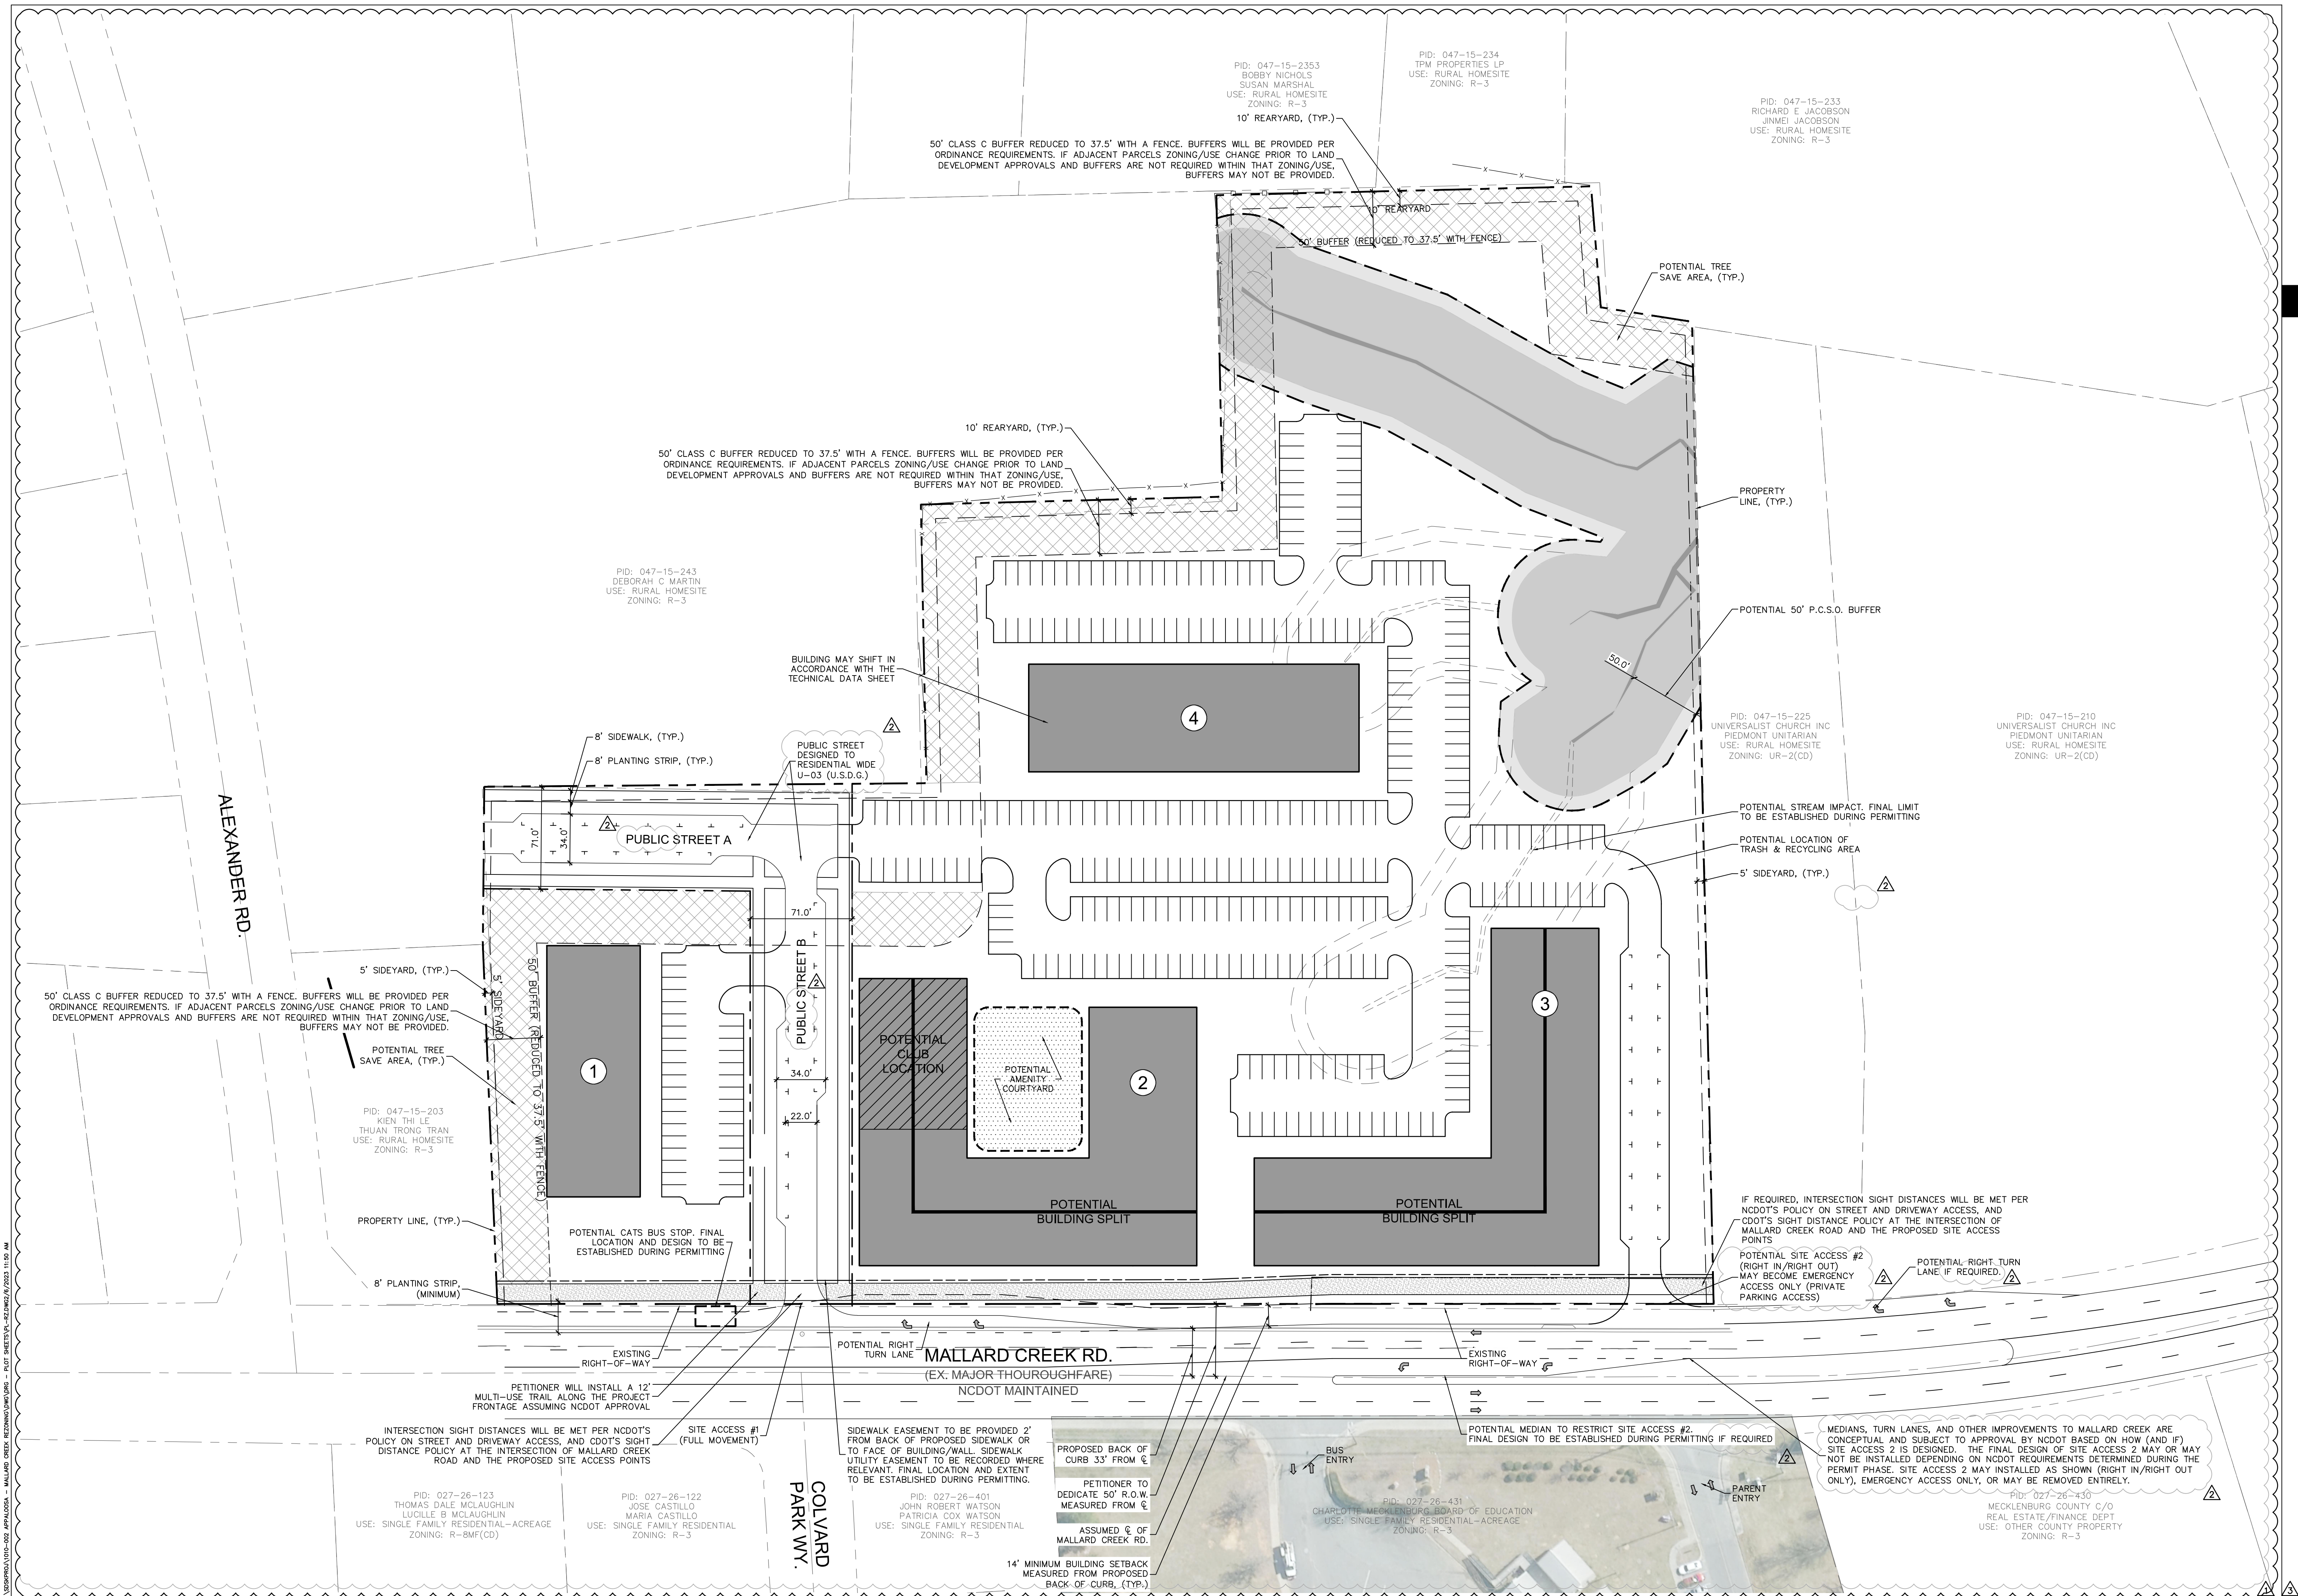 PID: 047-15-2353
BOBBY NICHOLS
SUSAN MARSHAL
USE: RURAL HOMESITE
ZONING: R-3
PID: 047-15-234
TPM PROPERTIES LP
USE: RURAL HOMESITE
ZONING: R-3
PID: 047-15-233
RICHARD E JACOBSON
JINMEI JACOBSON
USE: RURAL HOMESITE
ZONING: R-3
10' REARYARD, (TYP.)
50' CLASS C BUFFER REDUCED TO 37.5' WITH A FENCE. BUFFERS WILL BE PROVIDED PER
ORDINANCE REQUIREMENTS. IF ADJACENT PARCELS ZONING/USE CHANGE PRIOR TO LAND
DEVELOPMENT APPROVALS AND BUFFERS ARE NOT REQUIRED WITHIN THAT ZONING/USE,
BUFFERS MAY NOT BE PROVIDED.
10' REARYARD
50' BUFFER (REDUCED TO 37.5' WITH FENCE)
POTENTIAL TREE
SAVE AREA, (TYP.)
10' REARYARD, (TYP.)
50' CLASS C BUFFER REDUCED TO 37.5' WITH A FENCE. BUFFERS WILL BE PROVIDED PER
ORDINANCE REQUIREMENTS. IF ADJACENT PARCELS ZONING/USE CHANGE PRIOR TO LAND
DEVELOPMENT APPROVALS AND BUFFERS ARE NOT REQUIRED WITHIN THAT ZONING/USE,
BUFFERS MAY NOT BE PROVIDED.
PROPERTY
LINE, (TYP.)
PID: 047-15-243
DEBORAH C MARTIN
USE: RURAL HOMESITE
ZONING: R-3
POTENTIAL 50' P.C.S.O. BUFFER
50.0'
BUILDING MAY SHIFT IN
ACCORDANCE WITH THE
TECHNICAL DATA SHEET
4
PID: 047-15-225
UNIVERSALIST CHURCH INC
PIEDMONT UNITARIAN
USE: RURAL HOMESITE
ZONING: UR-2(CD)
PID: 047-15-210
UNIVERSALIST CHURCH INC
PIEDMONT UNITARIAN
USE: RURAL HOMESITE
ZONING: UR-2(CD)
8' SIDEWALK, (TYP.)
8' PLANTING STRIP, (TYP.)
PUBLIC STREET
DESIGNED TO
RESIDENTIAL WIDE
U-03 (U.S.D.G.)
2
ALEXANDER RD.
71.0'
34.0'
2
PUBLIC STREET A
POTENTIAL STREAM IMPACT. FINAL LIMIT
TO BE ESTABLISHED DURING PERMITTING
POTENTIAL LOCATION OF
TRASH & RECYCLING AREA
5' SIDEYARD, (TYP.)
2
71.0'
PUBLIC STREET B
2
5' SIDEYARD, (TYP.)
50' CLASS C BUFFER REDUCED TO 37.5' WITH A FENCE. BUFFERS WILL BE PROVIDED PER
ORDINANCE REQUIREMENTS. IF ADJACENT PARCELS ZONING/USE CHANGE PRIOR TO LAND
DEVELOPMENT APPROVALS AND BUFFERS ARE NOT REQUIRED WITHIN THAT ZONING/USE,
BUFFERS MAY NOT BE PROVIDED.
5' SIDEYARD
50' BUFFER (REDUCED TO 37.5' WITH FENCE)
POTENTIAL TREE
SAVE AREA, (TYP.)
1
POTENTIAL
CLUB
LOCATION
POTENTIAL
AMENITY
COURTYARD
2
3
34.0'
22.0'
PID: 047-15-203
KIEN THI LE
THUAN TRONG TRAN
USE: RURAL HOMESITE
ZONING: R-3
POTENTIAL
BUILDING SPLIT
POTENTIAL
BUILDING SPLIT
PROPERTY LINE, (TYP.)
POTENTIAL CATS BUS STOP. FINAL
LOCATION AND DESIGN TO BE
ESTABLISHED DURING PERMITTING
8' PLANTING STRIP,
(MINIMUM)
IF REQUIRED, INTERSECTION SIGHT DISTANCES WILL BE MET PER
NCDOT'S POLICY ON STREET AND DRIVEWAY ACCESS, AND
CDOT'S SIGHT DISTANCE POLICY AT THE INTERSECTION OF
MALLARD CREEK ROAD AND THE PROPOSED SITE ACCESS
POINTS
POTENTIAL SITE ACCESS #2
(RIGHT IN/RIGHT OUT)
MAY BECOME EMERGENCY
ACCESS ONLY (PRIVATE
PARKING ACCESS)
2
POTENTIAL RIGHT TURN
LANE IF REQUIRED.
2
EXISTING
RIGHT-OF-WAY
POTENTIAL RIGHT
TURN LANE
MALLARD CREEK RD.
(EX. MAJOR THOUROUGHFARE)
NCDOT MAINTAINED
EXISTING
RIGHT-OF-WAY
PETITIONER WILL INSTALL A 12'
MULTI-USE TRAIL ALONG THE PROJECT
FRONTAGE ASSUMING NCDOT APPROVAL
INTERSECTION SIGHT DISTANCES WILL BE MET PER NCDOT'S
POLICY ON STREET AND DRIVEWAY ACCESS, AND CDOT'S SIGHT
DISTANCE POLICY AT THE INTERSECTION OF MALLARD CREEK
ROAD AND THE PROPOSED SITE ACCESS POINTS
SITE ACCESS #1
(FULL MOVEMENT)
SIDEWALK EASEMENT TO BE PROVIDED 2'
FROM BACK OF PROPOSED SIDEWALK OR
TO FACE OF BUILDING/WALL. SIDEWALK
UTILITY EASEMENT TO BE RECORDED WHERE
RELEVANT. FINAL LOCATION AND EXTENT
TO BE ESTABLISHED DURING PERMITTING.
PROPOSED BACK OF
CURB 33' FROM ℄
PETITIONER TO
DEDICATE 50' R.O.W.
MEASURED FROM ℄
ASSUMED ℄ OF
MALLARD CREEK RD.
14' MINIMUM BUILDING SETBACK
MEASURED FROM PROPOSED
BACK OF CURB, (TYP.)
BUS
ENTRY
POTENTIAL MEDIAN TO RESTRICT SITE ACCESS #2.
FINAL DESIGN TO BE ESTABLISHED DURING PERMITTING IF REQUIRED
2
PARENT
ENTRY
MEDIANS, TURN LANES, AND OTHER IMPROVEMENTS TO MALLARD CREEK ARE
CONCEPTUAL AND SUBJECT TO APPROVAL BY NCDOT BASED ON HOW (AND IF)
SITE ACCESS 2 IS DESIGNED. THE FINAL DESIGN OF SITE ACCESS 2 MAY OR MAY
NOT BE INSTALLED DEPENDING ON NCDOT REQUIREMENTS DETERMINED DURING THE
PERMIT PHASE. SITE ACCESS 2 MAY INSTALLED AS SHOWN (RIGHT IN/RIGHT OUT
ONLY), EMERGENCY ACCESS ONLY, OR MAY BE REMOVED ENTIRELY.
2
PID: 027-26-123
THOMAS DALE MCLAUGHLIN
LUCILLE B MCLAUGHLIN
USE: SINGLE FAMILY RESIDENTIAL-ACREAGE
ZONING: R-8MF(CD)
PID: 027-26-122
JOSE CASTILLO
MARIA CASTILLO
USE: SINGLE FAMILY RESIDENTIAL
ZONING: R-3
COLVARD
PARK WY.
PID: 027-26-401
JOHN ROBERT WATSON
PATRICIA COX WATSON
USE: SINGLE FAMILY RESIDENTIAL
ZONING: R-3
PID: 027-26-431
CHARLOTTE MECKLENBURG BOARD OF EDUCATION
USE: SINGLE FAMILY RESIDENTIAL-ACREAGE
ZONING: R-3
PID: 027-26-430
MECKLENBURG COUNTY C/O
REAL ESTATE/FINANCE DEPT
USE: OTHER COUNTY PROPERTY
ZONING: R-3
1
3